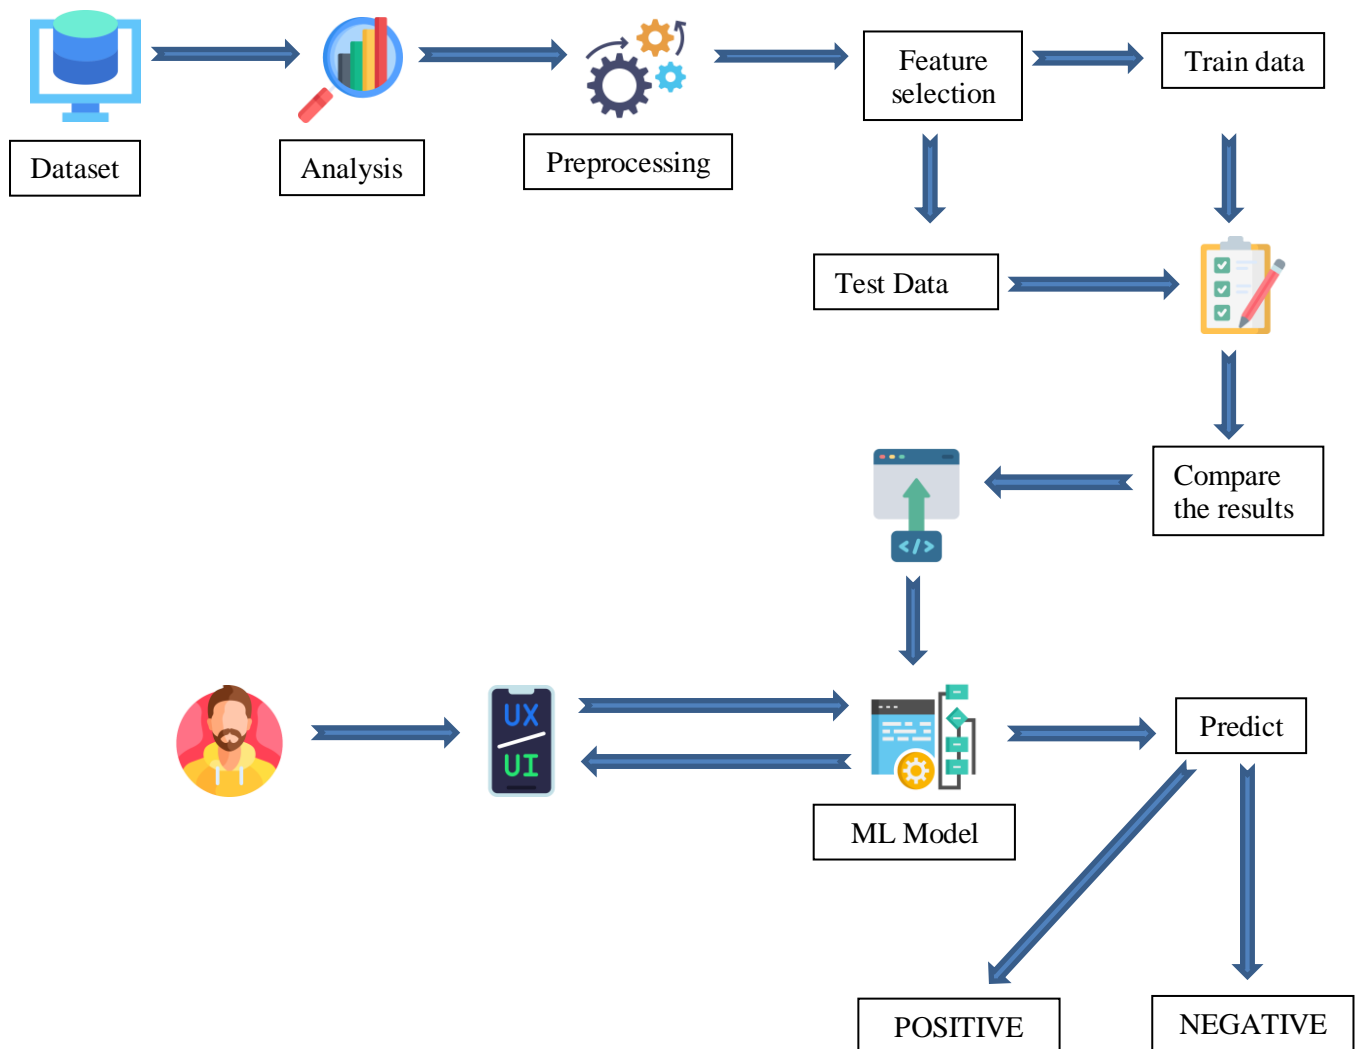 Feature
selection
Train data
Dataset
Analysis
Preprocessing
Test Data
Compare
the results
</>
UX
UI
Predict
ML Model
POSITIVE
NEGATIVE